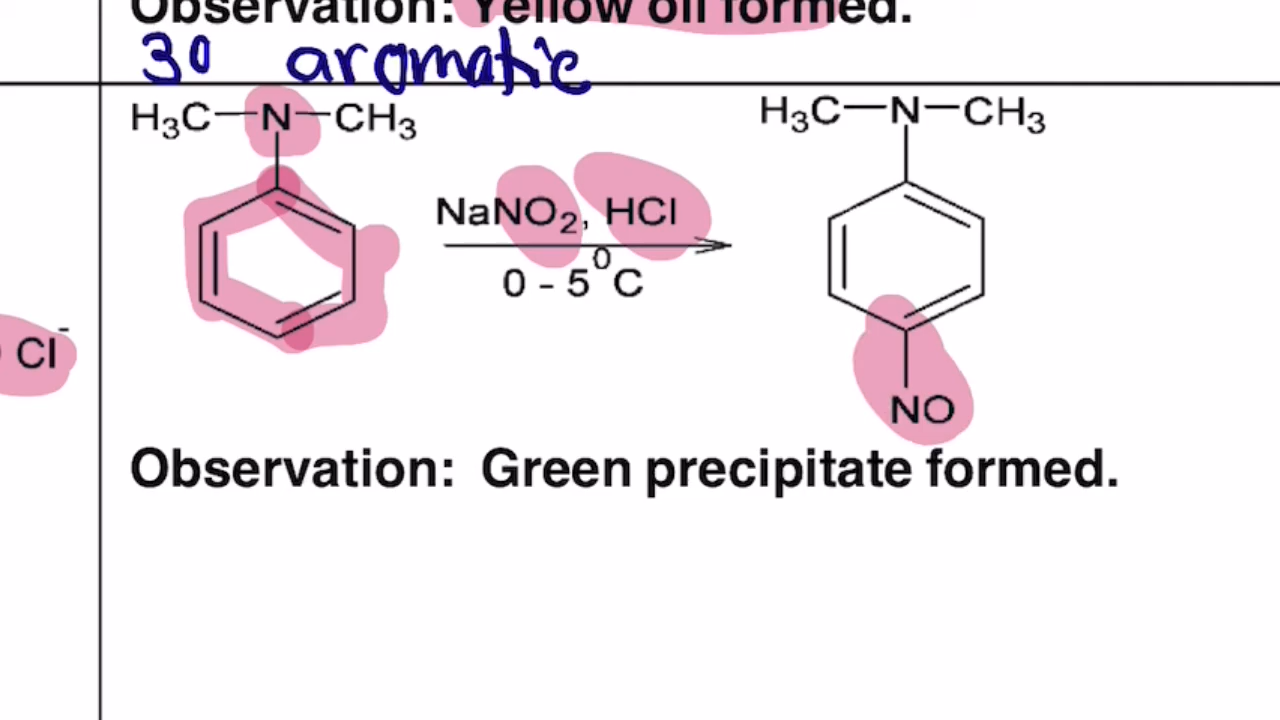 Observation: Yellow oil formed.
3° aromatic
H₃C—N—CH₃
H₃C—N—CH₃
NaNO₂, HCl
0 - 5⁰C
Cl⁻
NO
Observation: Green precipitate formed.